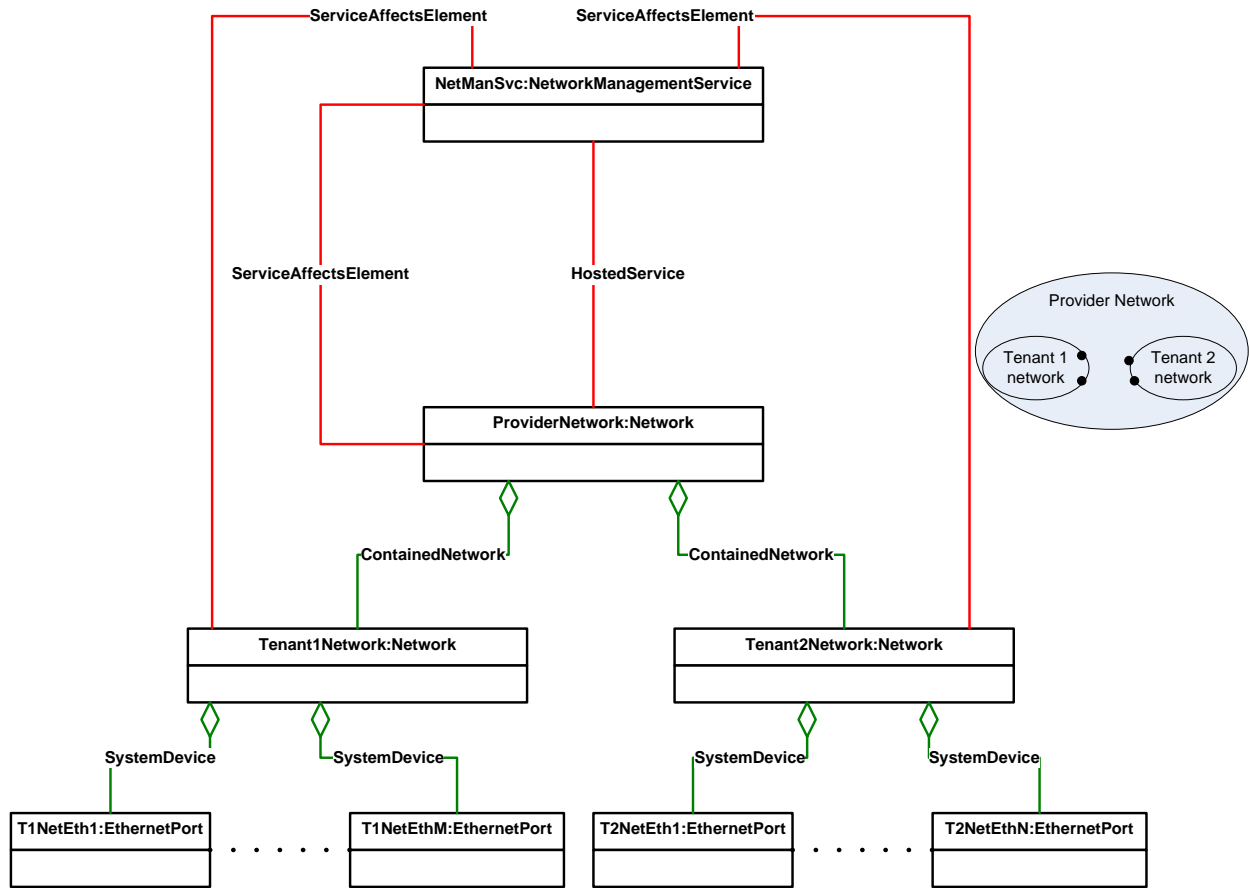 ServiceAffectsElement
ServiceAffectsElement
NetManSvc:NetworkManagementService
ServiceAffectsElement
HostedService
Provider Network
Tenant 1
network
Tenant 2
network
ProviderNetwork:Network
ContainedNetwork
ContainedNetwork
Tenant1Network:Network
Tenant2Network:Network
SystemDevice
SystemDevice
SystemDevice
SystemDevice
T1NetEth1:EthernetPort
T1NetEthM:EthernetPort
T2NetEth1:EthernetPort
T2NetEthN:EthernetPort